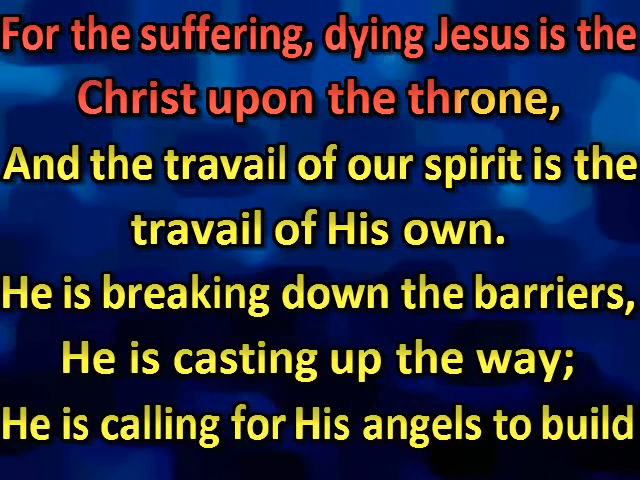 For the suffering, dying Jesus is the
Christ upon the throne,
And the travail of our spirit is the
travail of His own.
He is breaking down the barriers,
He is casting up the way;
He is calling for His angels to build